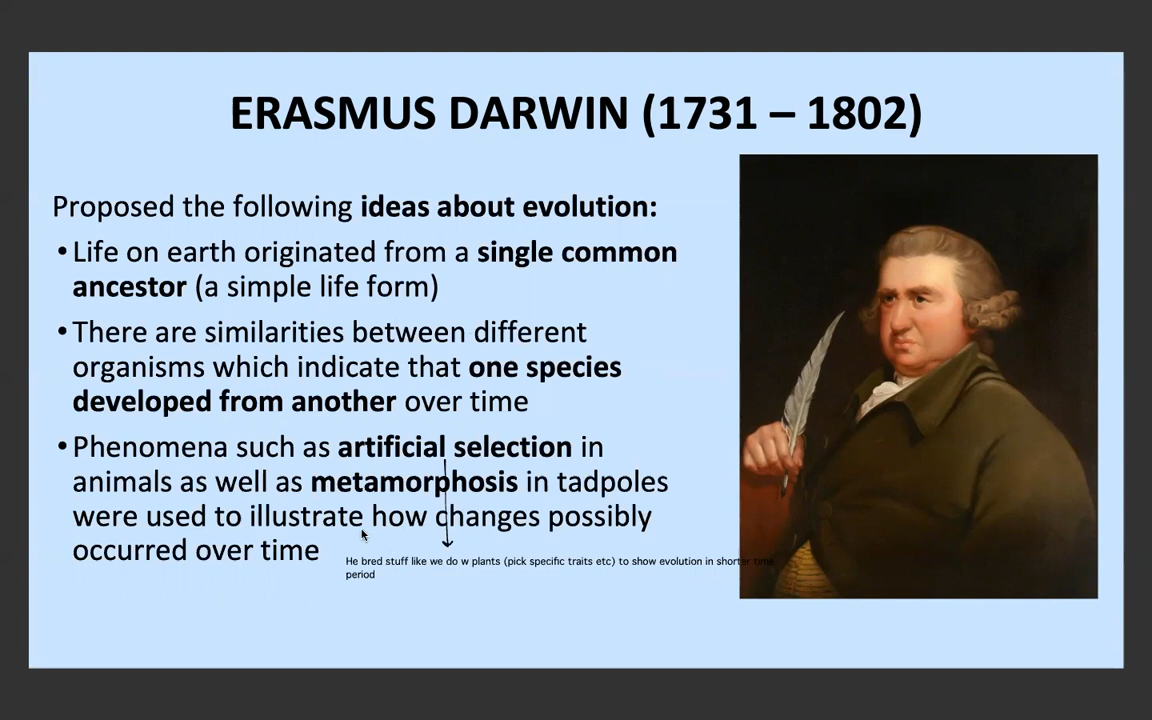 ERASMUS DARWIN (1731 – 1802)
Proposed the following ideas about evolution:
•Life on earth originated from a single common
ancestor (a simple life form)
•There are similarities between different
organisms which indicate that one species
developed from another over time
•Phenomena such as artificial selection in
animals as well as metamorphosis in tadpoles
were used to illustrate how changes possibly
occurred over time
He bred stuff like we do w plants (pick specific traits etc) to show evolution in shorter time
period